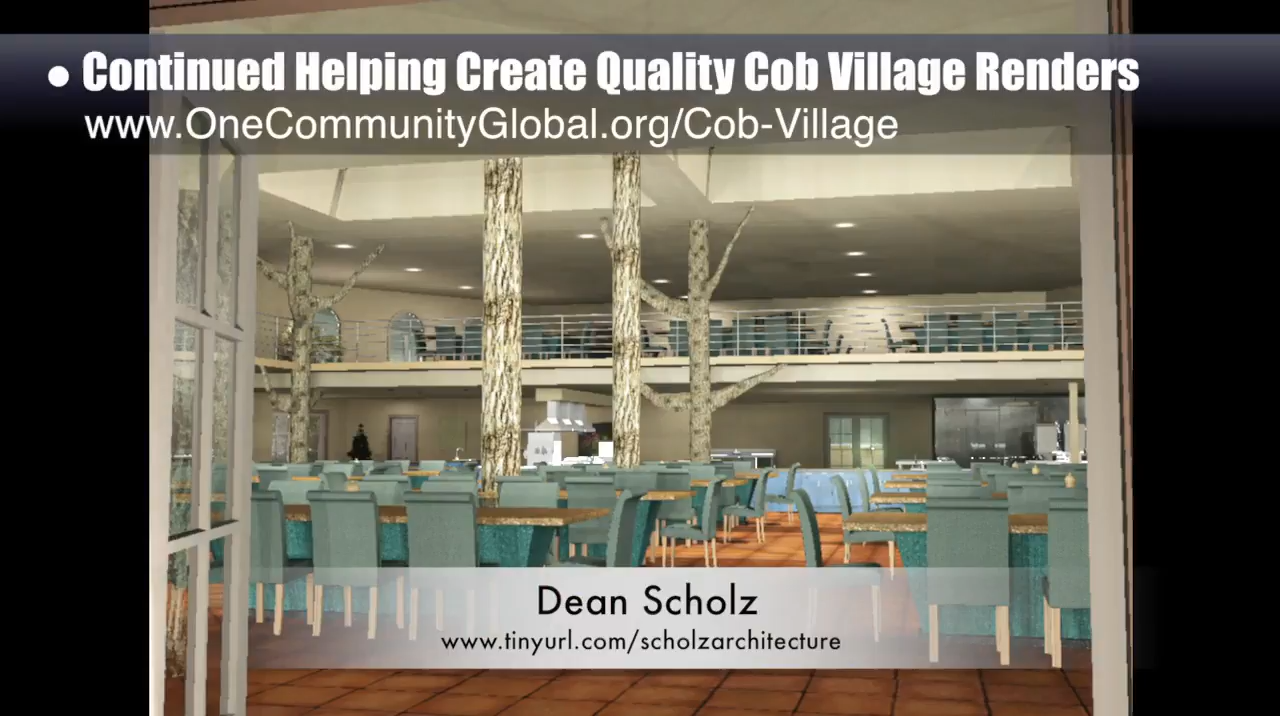 • Continued Helping Create Quality Cob Village Renders
www.OneCommunityGlobal.org/Cob-Village
Dean Scholz
www.tinyurl.com/scholzarchitecture